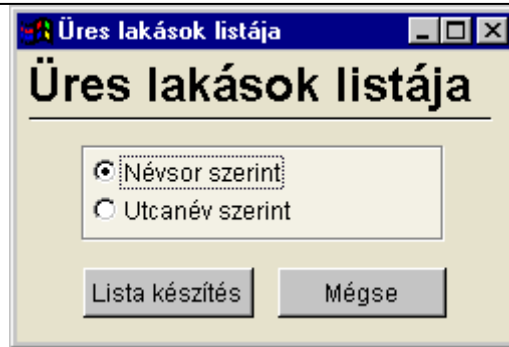 Üres lakások listája
Üres lakások listája
Névsor szerint
Utcanév szerint
Lista készítés Mégse